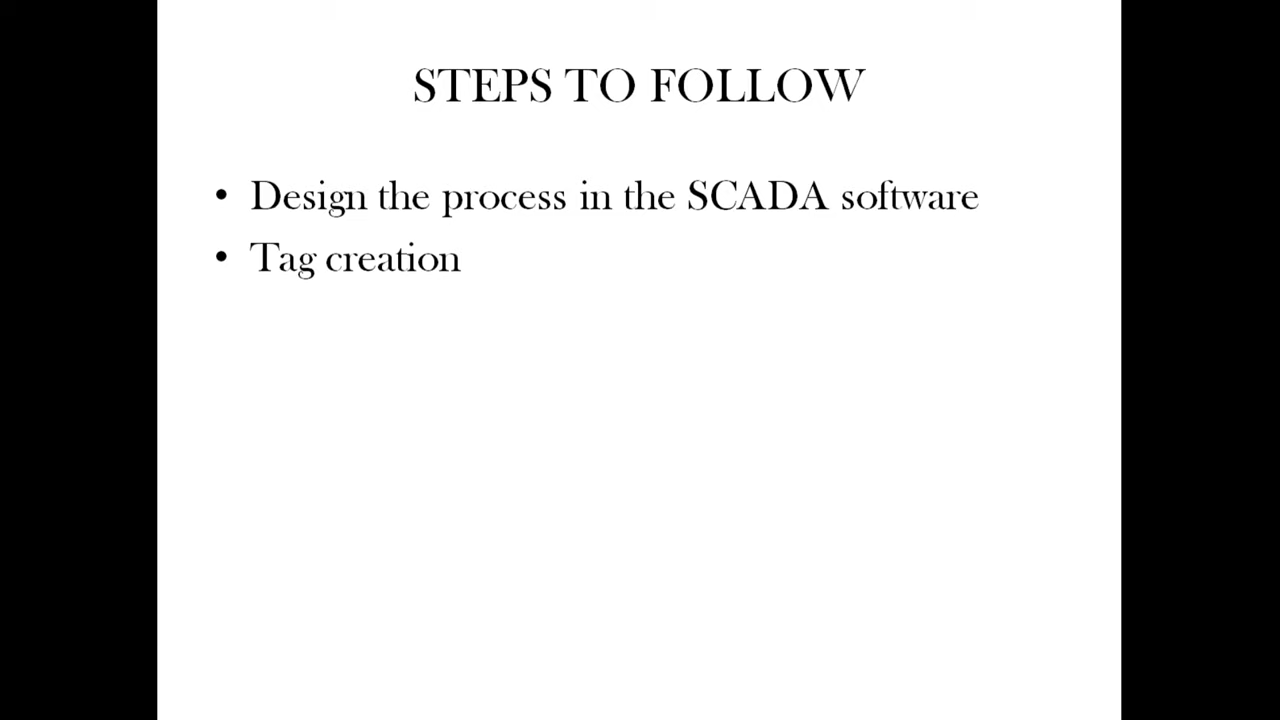 STEPS TO FOLLOW
• Design the process in the SCADA software
• Tag creation